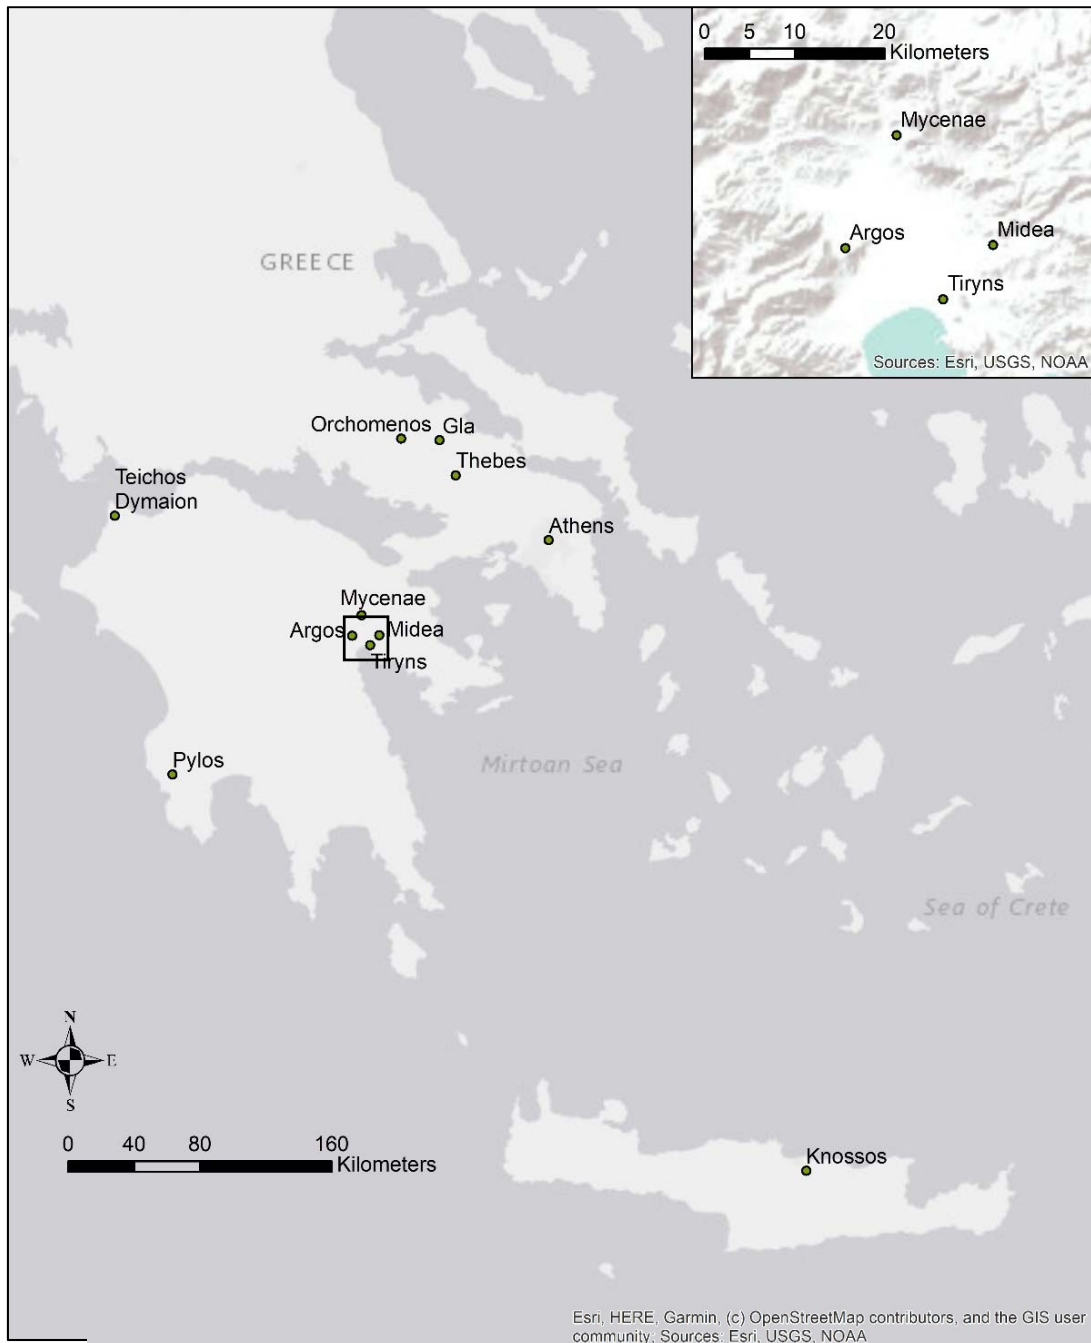 0 5 10 20
Kilometers
Mycenae
Argos
Midea
Tiryns
Sources: Esri, USGS, NOAA
GREECE
Orchomenos
Gla
Thebes
Teichos
Dymaion
Athens
Mycenae
Argos
Midea
Tiryns
Pylos
Mirtoan Sea
Sea of Crete
N
W
E
S
0 40 80 160
Kilometers
Knossos
Esri, HERE, Garmin, (c) OpenStreetMap contributors, and the GIS user
community; Sources: Esri, USGS, NOAA